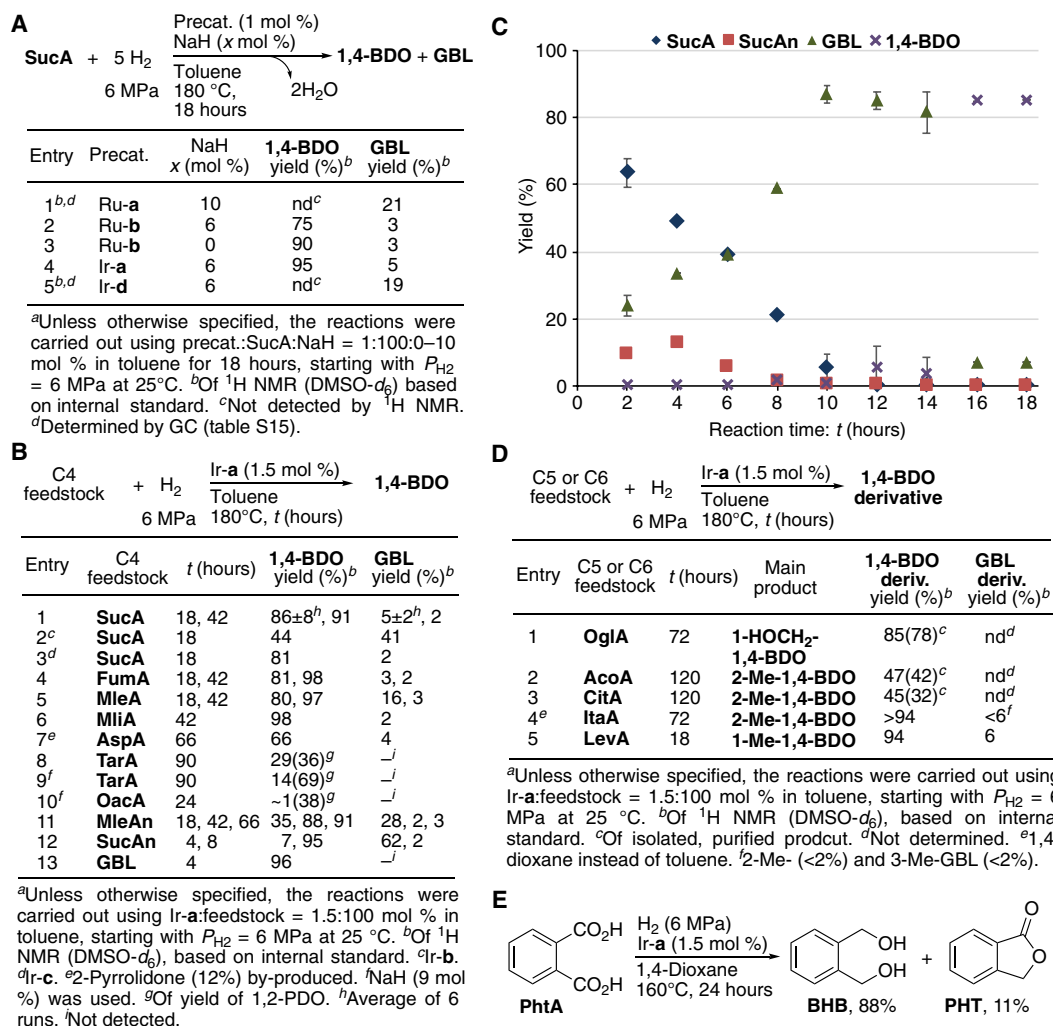 A
SucA + 5 H2 6 MPa
Precat. (1 mol %)
NaH (x mol %)
Toluene
180 °C,
18 hours
2H2O
1,4-BDO + GBL
Entry Precat. NaH x (mol %) 1,4-BDO yield (%)b GBL yield (%)b
1b,d Ru-a 10 ndc 21
2 Ru-b 6 75 3
3 Ru-b 0 90 3
4 Ir-a 6 95 5
5b,d Ir-d 6 ndc 19
aUnless otherwise specified, the reactions were
carried out using precat.:SucA:NaH = 1:100:0–10
mol % in toluene for 18 hours, starting with PH2
= 6 MPa at 25°C. bOf 1H NMR (DMSO-d6) based
on internal standard. cNot detected by 1H NMR.
dDetermined by GC (table S15).
B
C4 feedstock + H2 6 MPa
Ir-a (1.5 mol %)
Toluene
180°C, t (hours)
1,4-BDO
Entry C4 feedstock t (hours) 1,4-BDO yield (%)b GBL yield (%)b
1 SucA 18, 42 86±8h, 91 5±2h, 2
2c SucA 18 44 41
3d SucA 18 81 2
4 FumA 18, 42 81, 98 3, 2
5 MleA 18, 42 80, 97 16, 3
6 MliA 42 98 2
7e AspA 66 66 4
8 TarA 90 29(36)g –i
9f TarA 90 14(69)g –i
10f OacA 24 ~1(38)g –i
11 MleAn 18, 42, 66 35, 88, 91 28, 2, 3
12 SucAn 4, 8 7, 95 62, 2
13 GBL 4 96 –i
aUnless otherwise specified, the reactions were
carried out using Ir-a:feedstock = 1.5:100 mol % in
toluene, starting with PH2 = 6 MPa at 25 °C. bOf 1H
NMR (DMSO-d6), based on internal standard. cIr-b.
dIr-c. e2-Pyrrolidone (12%) by-produced. fNaH (9 mol
%) was used. gOf yield of 1,2-PDO. hAverage of 6
runs. iNot detected.
C
SucA SucAn GBL 1,4-BDO
Yield (%)
100
80
60
40
20
0
2 4 6 8 10 12 14 16 18
Reaction time: t (hours)
D
C5 or C6 feedstock + H2 6 MPa
Ir-a (1.5 mol %)
Toluene
180°C, t (hours)
1,4-BDO
derivative
Entry C5 or C6 feedstock t (hours) Main product 1,4-BDO deriv. yield (%)b GBL deriv. yield (%)b
1 OglA 72 1-HOCH2-1,4-BDO 85(78)c ndd
2 AcoA 120 2-Me-1,4-BDO 47(42)c ndd
3 CitA 120 2-Me-1,4-BDO 45(32)c ndd
4e ItaA 72 2-Me-1,4-BDO >94 <6f
5 LevA 18 1-Me-1,4-BDO 94 6
aUnless otherwise specified, the reactions were carried out using
Ir-a:feedstock = 1.5:100 mol % in toluene, starting with PH2 = 6
MPa at 25 °C. bOf 1H NMR (DMSO-d6), based on internal
standard. cOf isolated, purified prodcut. dNot determined. e1,4-
dioxane instead of toluene. f2-Me- (<2%) and 3-Me-GBL (<2%).
E
CO2H
CO2H
PhtA
H2 (6 MPa)
Ir-a (1.5 %)
1,4-Dioxane
160°C, 24 hours
OH
OH
BHB, 88%
+
O
O
PHT, 11%